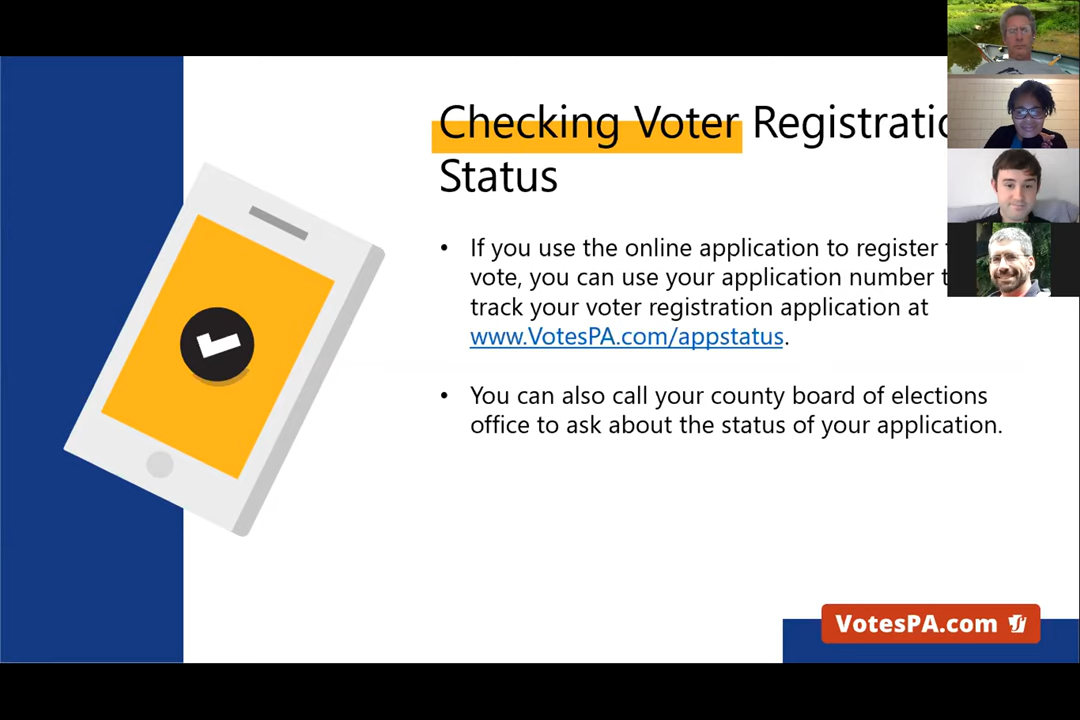 Checking Voter
Status
• If you use the online application to register
vote, you can use your application number
track your voter registration application at
www.VotesPA.com/appstatus.
• You can also call your county board of elections
office to ask about the status of your application.
VotesPA.com